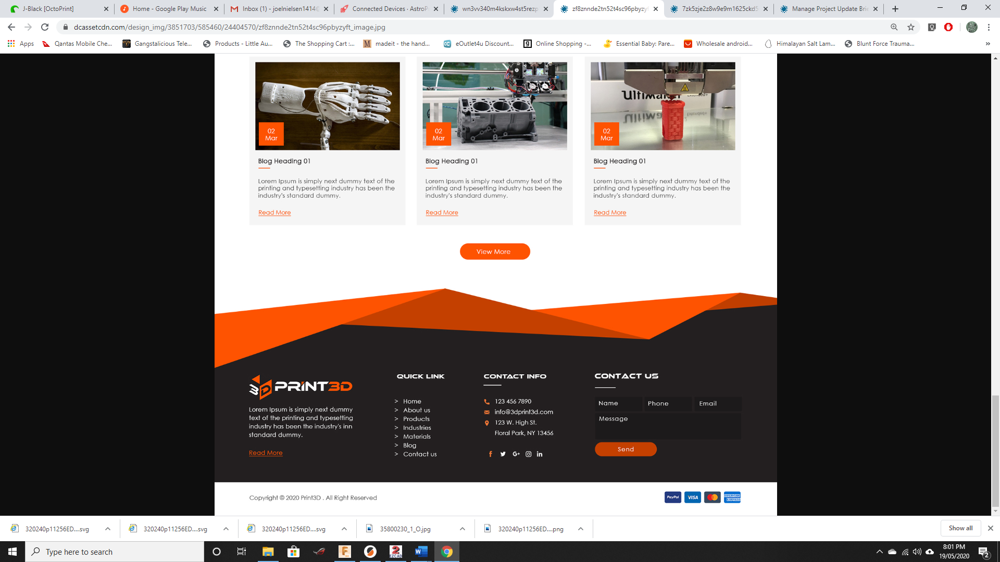 J-Black [OctoPrint]
Home - Google Play Music
Inbox (1) - joelnielsen1414@
Connected Devices · AstroP
wn3vv340m4kskxw4st5rezp
zf8znnde2tn52t4sc96pbyzyf
7zk5zje2z8w9e9m1625ckd5
Manage Project Update Brie
dcassetcdn.com/design_img/3851703/585460/24404570/zf8znnde2tn52t4sc96pbyzyft_image.jpg
Apps
Qantas Mobile Che...
Gangstalicious Tele...
Products - Little Au...
The Shopping Cart :...
madeit - the hand...
eOutlet4u Discount...
Online Shopping -...
Essential Baby: Pare...
Wholesale android...
Himalayan Salt Lam...
Blunt Force Trauma...
»
Ultimaker
Extended+
02
Mar
02
Mar
02
Mar
Blog Heading 01
Blog Heading 01
Blog Heading 01
Lorem Ipsum is simply next dummy text of the
printing and typesetting industry has been the
industry's standard dummy.
Lorem Ipsum is simply next dummy text of the
printing and typesetting industry has been the
industry's standard dummy.
Lorem Ipsum is simply next dummy text of the
printing and typesetting industry has been the
industry's standard dummy.
Read More
Read More
Read More
View More
3D PRINT3D
Lorem Ipsum is simply next dummy
text of the printing and typesetting
industry has been the industry's inn
standard dummy.
Read More
QUICK LINK
> Home
> About us
> Products
> Industries
> Materials
> Blog
> Contact us
CONTACT INFO
123 456 7890
info@3dprint3d.com
123 W. High St.
Floral Park, NY 13456
CONTACT US
Name
Phone
Email
Message
Send
Copyright © 2020 Print3D . All Right Reserved
PayPal
VISA
AMERICAN EXPRESS
320240p11256ED....svg
320240p11256ED....svg
320240p11256ED....svg
35800230_1_O.jpg
320240p11256ED....png
Show all
Type here to search
EZCAD
8:01 PM
19/05/2020
2